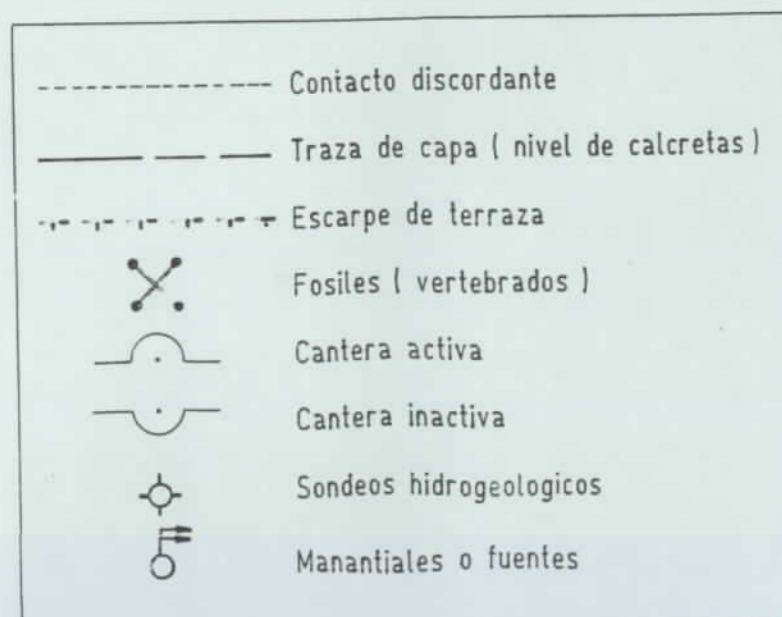 Contacto discordante
Traza de capa ( nivel de calcretas )
Escarpe de terraza
Fosiles ( vertebrados )
Cantera activa
Cantera inactiva
Sondeos hidrogeologicos
Manantiales o fuentes